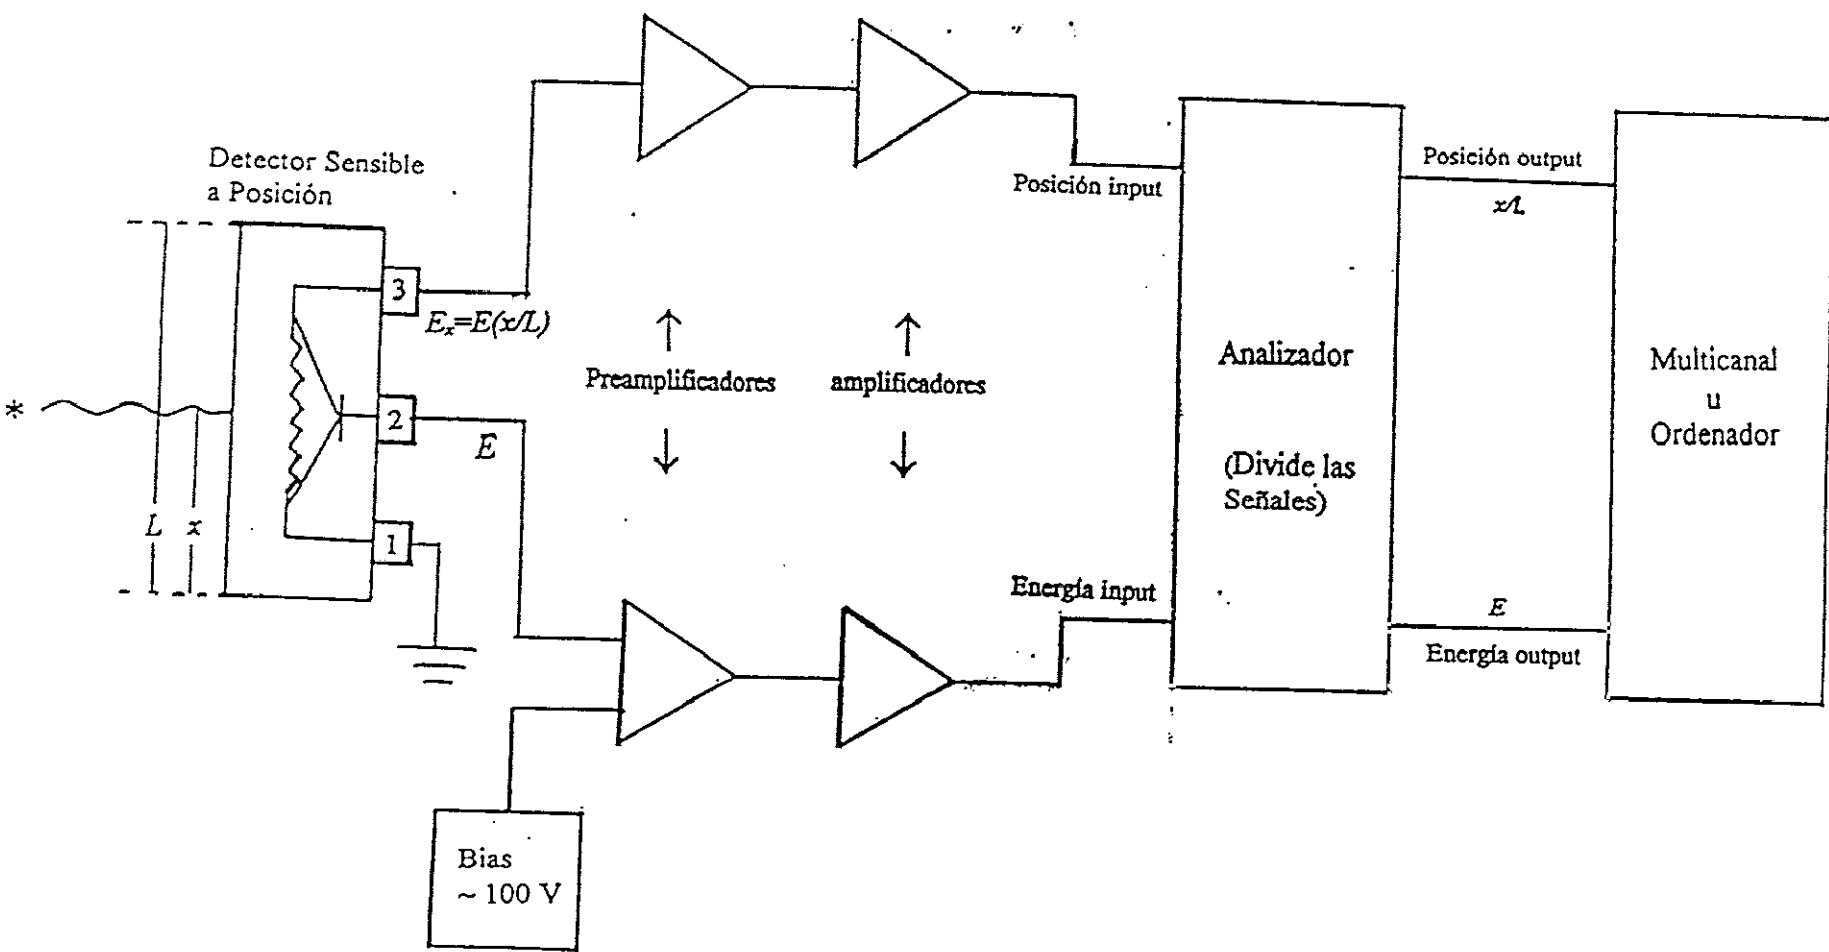 Detector Sensible
a Posición
3
E_x=E(x/L)
2
E
1
L
x
*
Preamplificadores
amplificadores
Posición input
Energía input
Bias
~ 100 V
Analizador
(Divide las
Señales)
Posición output
x/L
E
Energía output
Multicanal
u
Ordenador